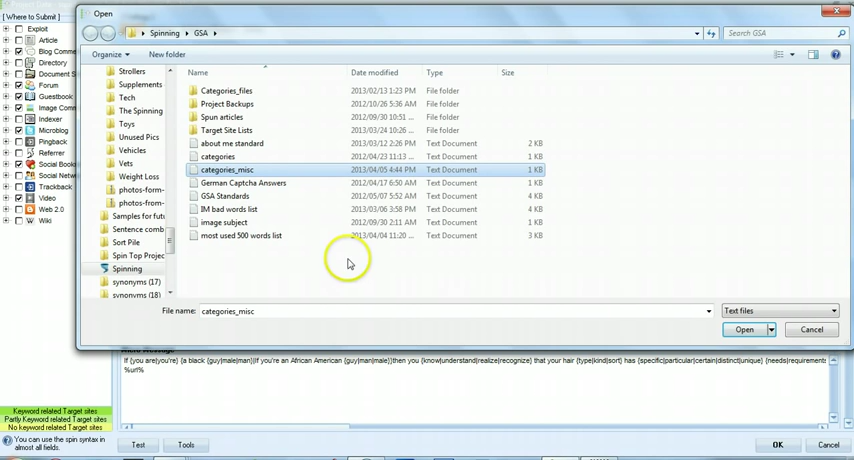 [ Where to Submit ]
Exploit
Article
Blog Comme
Directory
Document S
Forum
Guestbook
Image Com
Indexer
Microblog
Pingback
Referrer
Social Book
Social Netw
Trackback
Video
Web 2.0
Wiki
Open
Spinning GSA
Search GSA
Organize New folder
Strollers
Supplements
Tech
The Spinning
Toys
Unused Pics
Vehicles
Vets
Weight Loss
photos-form-
photos-form-
Samples for futu
Sentence comb
Sort Pile
Spin Top Projec
Spinning
synonyms (17)
synonyms (18)
Name Date modified Type Size
Categories_files 2013/02/13 1:23 PM File folder
Project Backups 2012/10/26 5:36 AM File folder
Spun articles 2012/09/30 10:51 ... File folder
Target Site Lists 2013/03/24 10:26 ... File folder
about me standard Text Document 2 KB
categories 2012/04/23 11:13 ... Text Document 1 KB
categories_misc 2013/04/05 4:44 PM Text Document 1 KB
German Captcha Answers 2012/04/17 6:50 AM Text Document 1 KB
GSA Standards 2012/05/07 5:52 AM Text Document 4 KB
IM bad words list 2013/03/06 3:58 PM Text Document 4 KB
image subject 2012/09/30 2:11 AM Text Document 1 KB
most used 500 words list 2013/04/04 11:20 ... Text Document 3 KB
File name: categories_misc Text files
Open Cancel
If {you are|you're} {a black {guy|male|man}|If you're an African American {guy|man|male}}then you {know|understand|realize|recognize} that your hair {type|kind|sort} has {specific|particular|certain|distinct|unique} {needs|requirements
%url%
Keyword related Target sites
Partly Keyword related Target sites
No keyword related Target sites
You can use the spin syntax in
almost all fields.
Test Tools OK Cancel